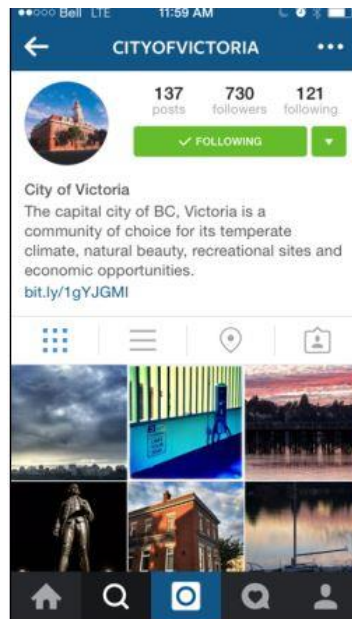 Bell LTE 11:59 AM
CITYOFVICTORIA
137 730 121
posts followers following
FOLLOWING
City of Victoria
The capital city of BC, Victoria is a
community of choice for its temperate
climate, natural beauty, recreational sites and
economic opportunities.
bit.ly/1gYJGMI